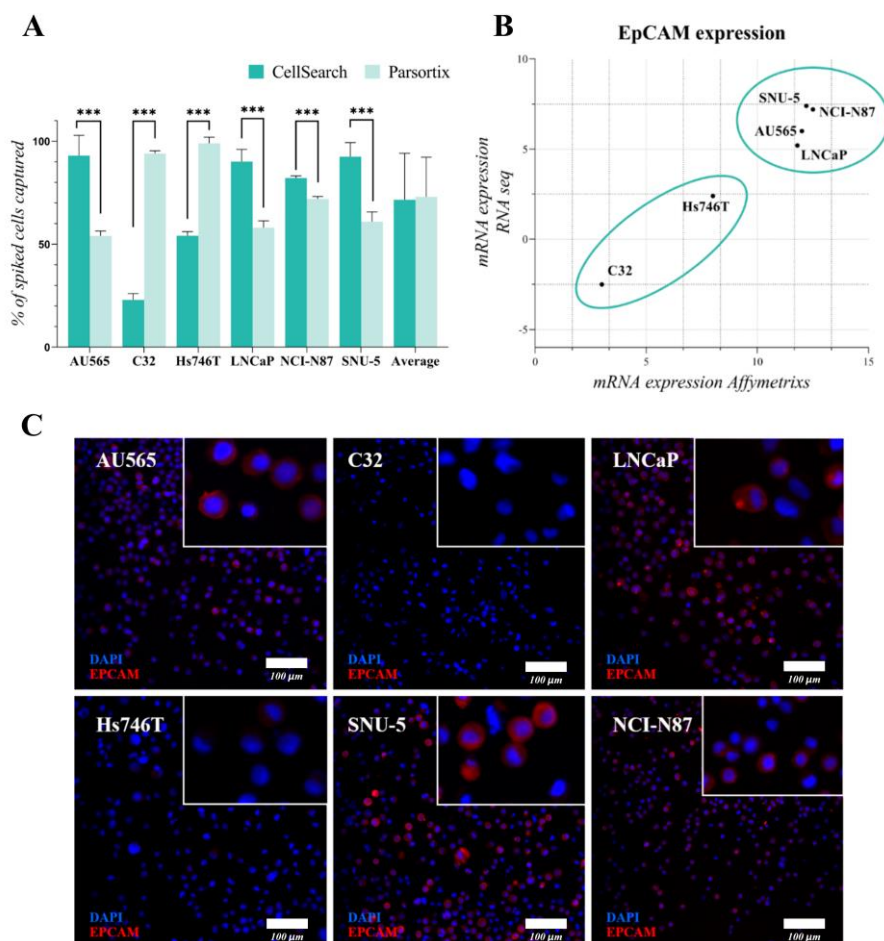 A
CellSearch Parsortix
*** *** *** *** *** ***
% of spiked cells captured
100
50
0
AU565 C32 Hs746T LNCaP NCI-N87 SNU-5 Average
B
EpCAM expression
mRNA expression
RNA seq
10
5
0
-5
SNU-5
NCI-N87
AU565
LNCaP
Hs746T
C32
0 5 10 15
mRNA expression Affymetrixs
C
AU565
DAPI
EPCAM
100 μm
C32
DAPI
EPCAM
100 μm
LNCaP
DAPI
EPCAM
100 μm
Hs746T
DAPI
EPCAM
100 μm
SNU-5
DAPI
EPCAM
100 μm
NCI-N87
DAPI
EPCAM
100 μm